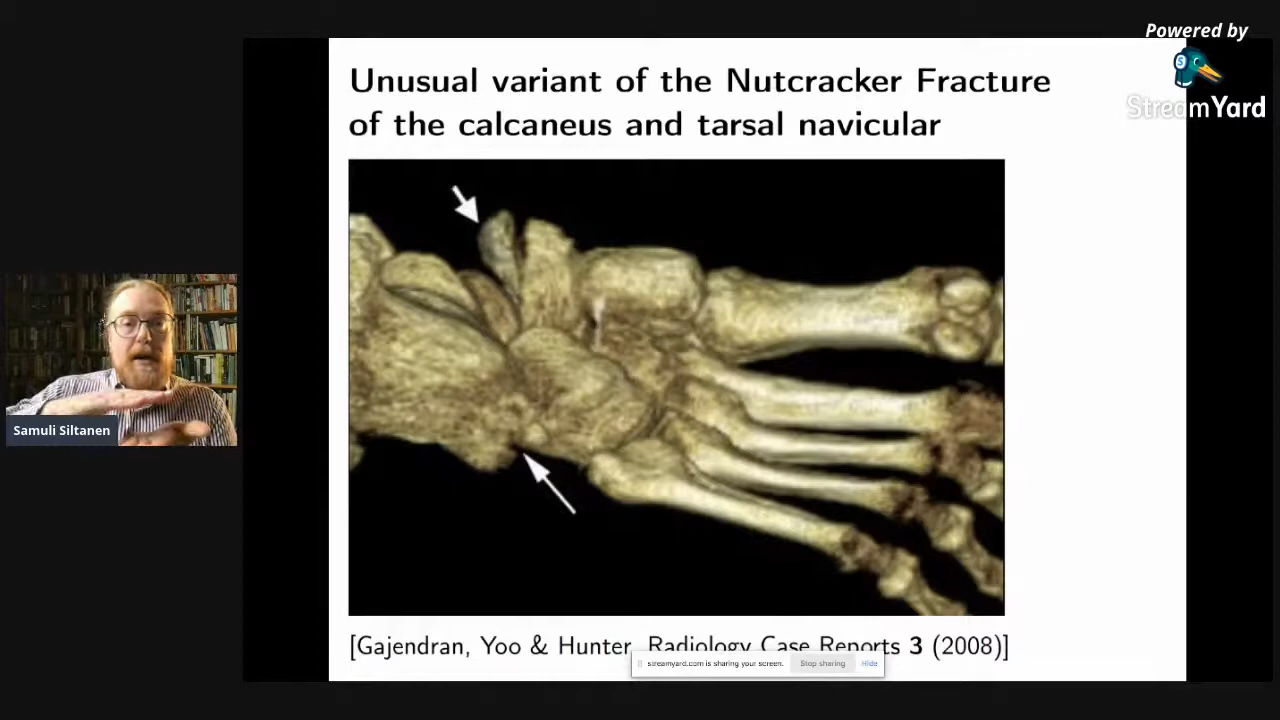 Powered by
StreamYard
Unusual variant of the Nutcracker Fracture
of the calcaneus and tarsal navicular
Samuli Siltanen
[Gajendran, Yoo & Hunter, Radiology Case Reports 3 (2008)]
streamyard.com is sharing your screen.
Stop sharing
Hide